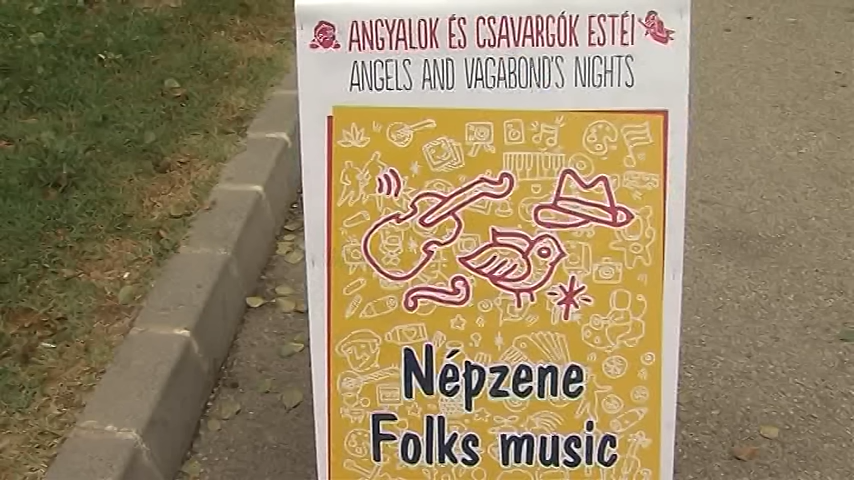 ANGYALOK ÉS CSAVARGÓK ESTÉI
ANGELS AND VAGABOND'S NIGHTS
Népzene
Folks music